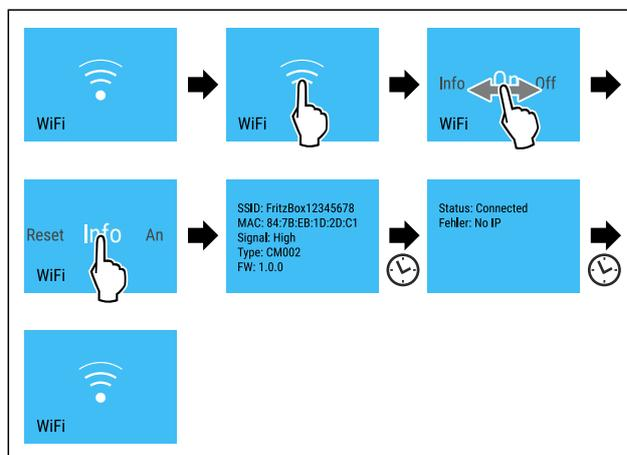 WiFi
WiFi
Info On Off
WiFi
Reset Info An
WiFi
SSID: FritzBox12345678
MAC: 84:7B:EB:1D:2D:C1
Signal: High
Type: CM002
FW: 1.0.0
Status: Connected
Fehler: No IP
WiFi